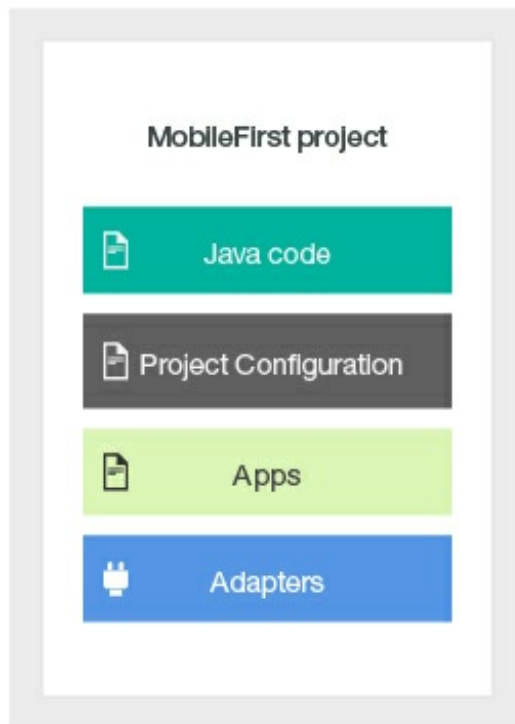 MobileFirst project
Java code
Project Configuration
Apps
Adapters